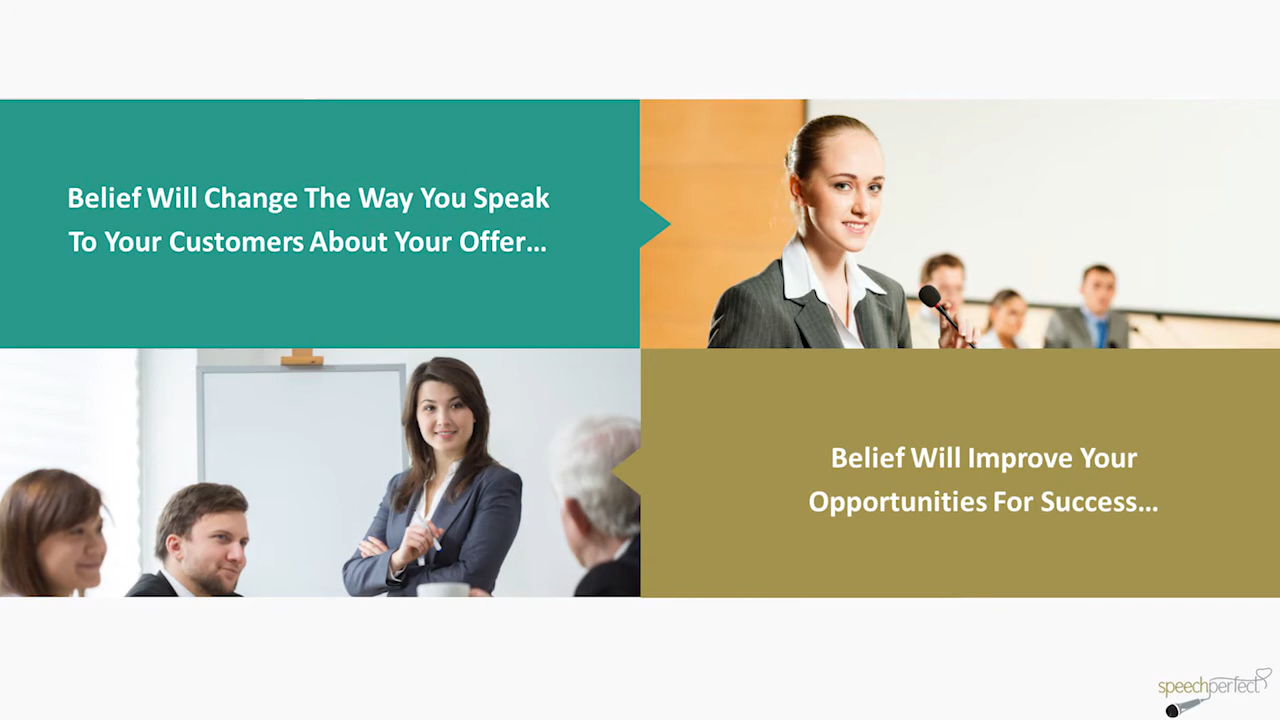 Belief Will Change The Way You Speak
To Your Customers About Your Offer...
Belief Will Improve Your
Opportunities For Success...
speechperfect